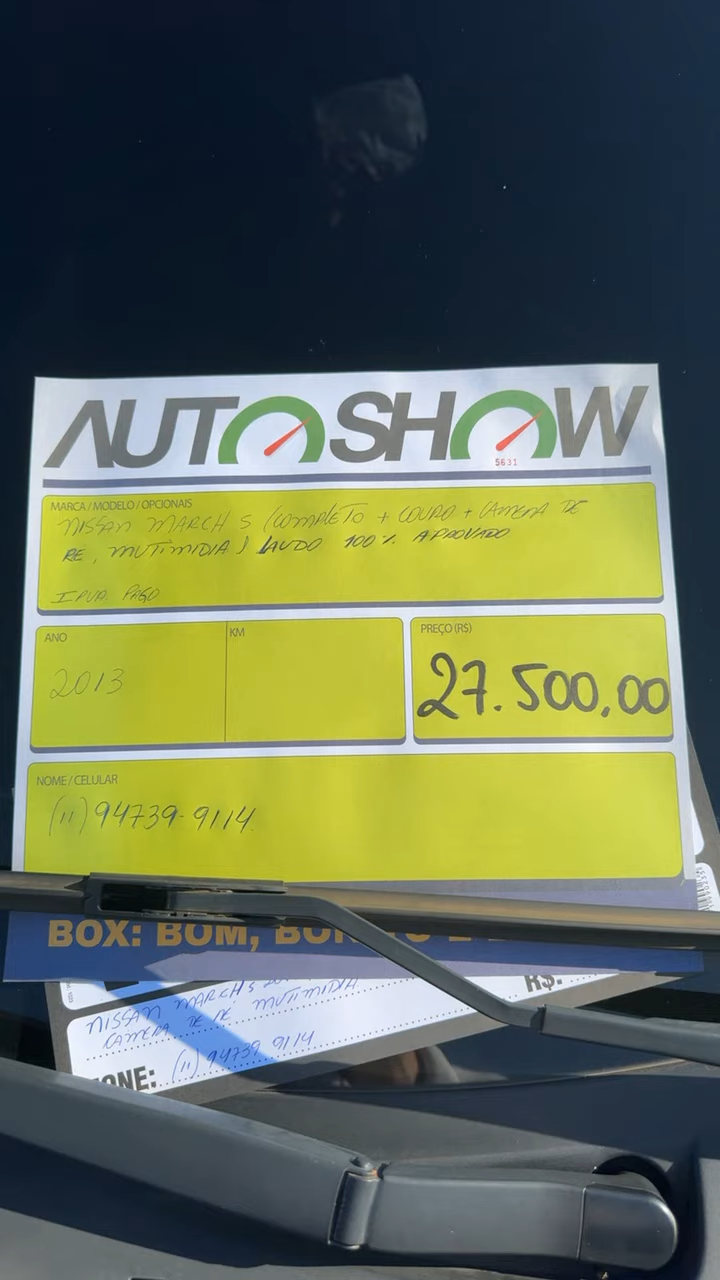 AUTOSHOW
5631
MARCA / MODELO / OPCIONAIS
NISSAN MARCH S (COMPLETO + COURO + CAMERA DE
RE, MUTIMIDIA) LAUDO 100% APROVADO
IPVA PAGO
ANO
KM
PREÇO (R$)
2013
27.500,00
NOME / CELULAR
(11) 94739-9114
BOX: BOM,
R$:
NISSAN MARCH S
CAMERA DE RE MUTIMIDIA
ONE: (11) 94739 9114